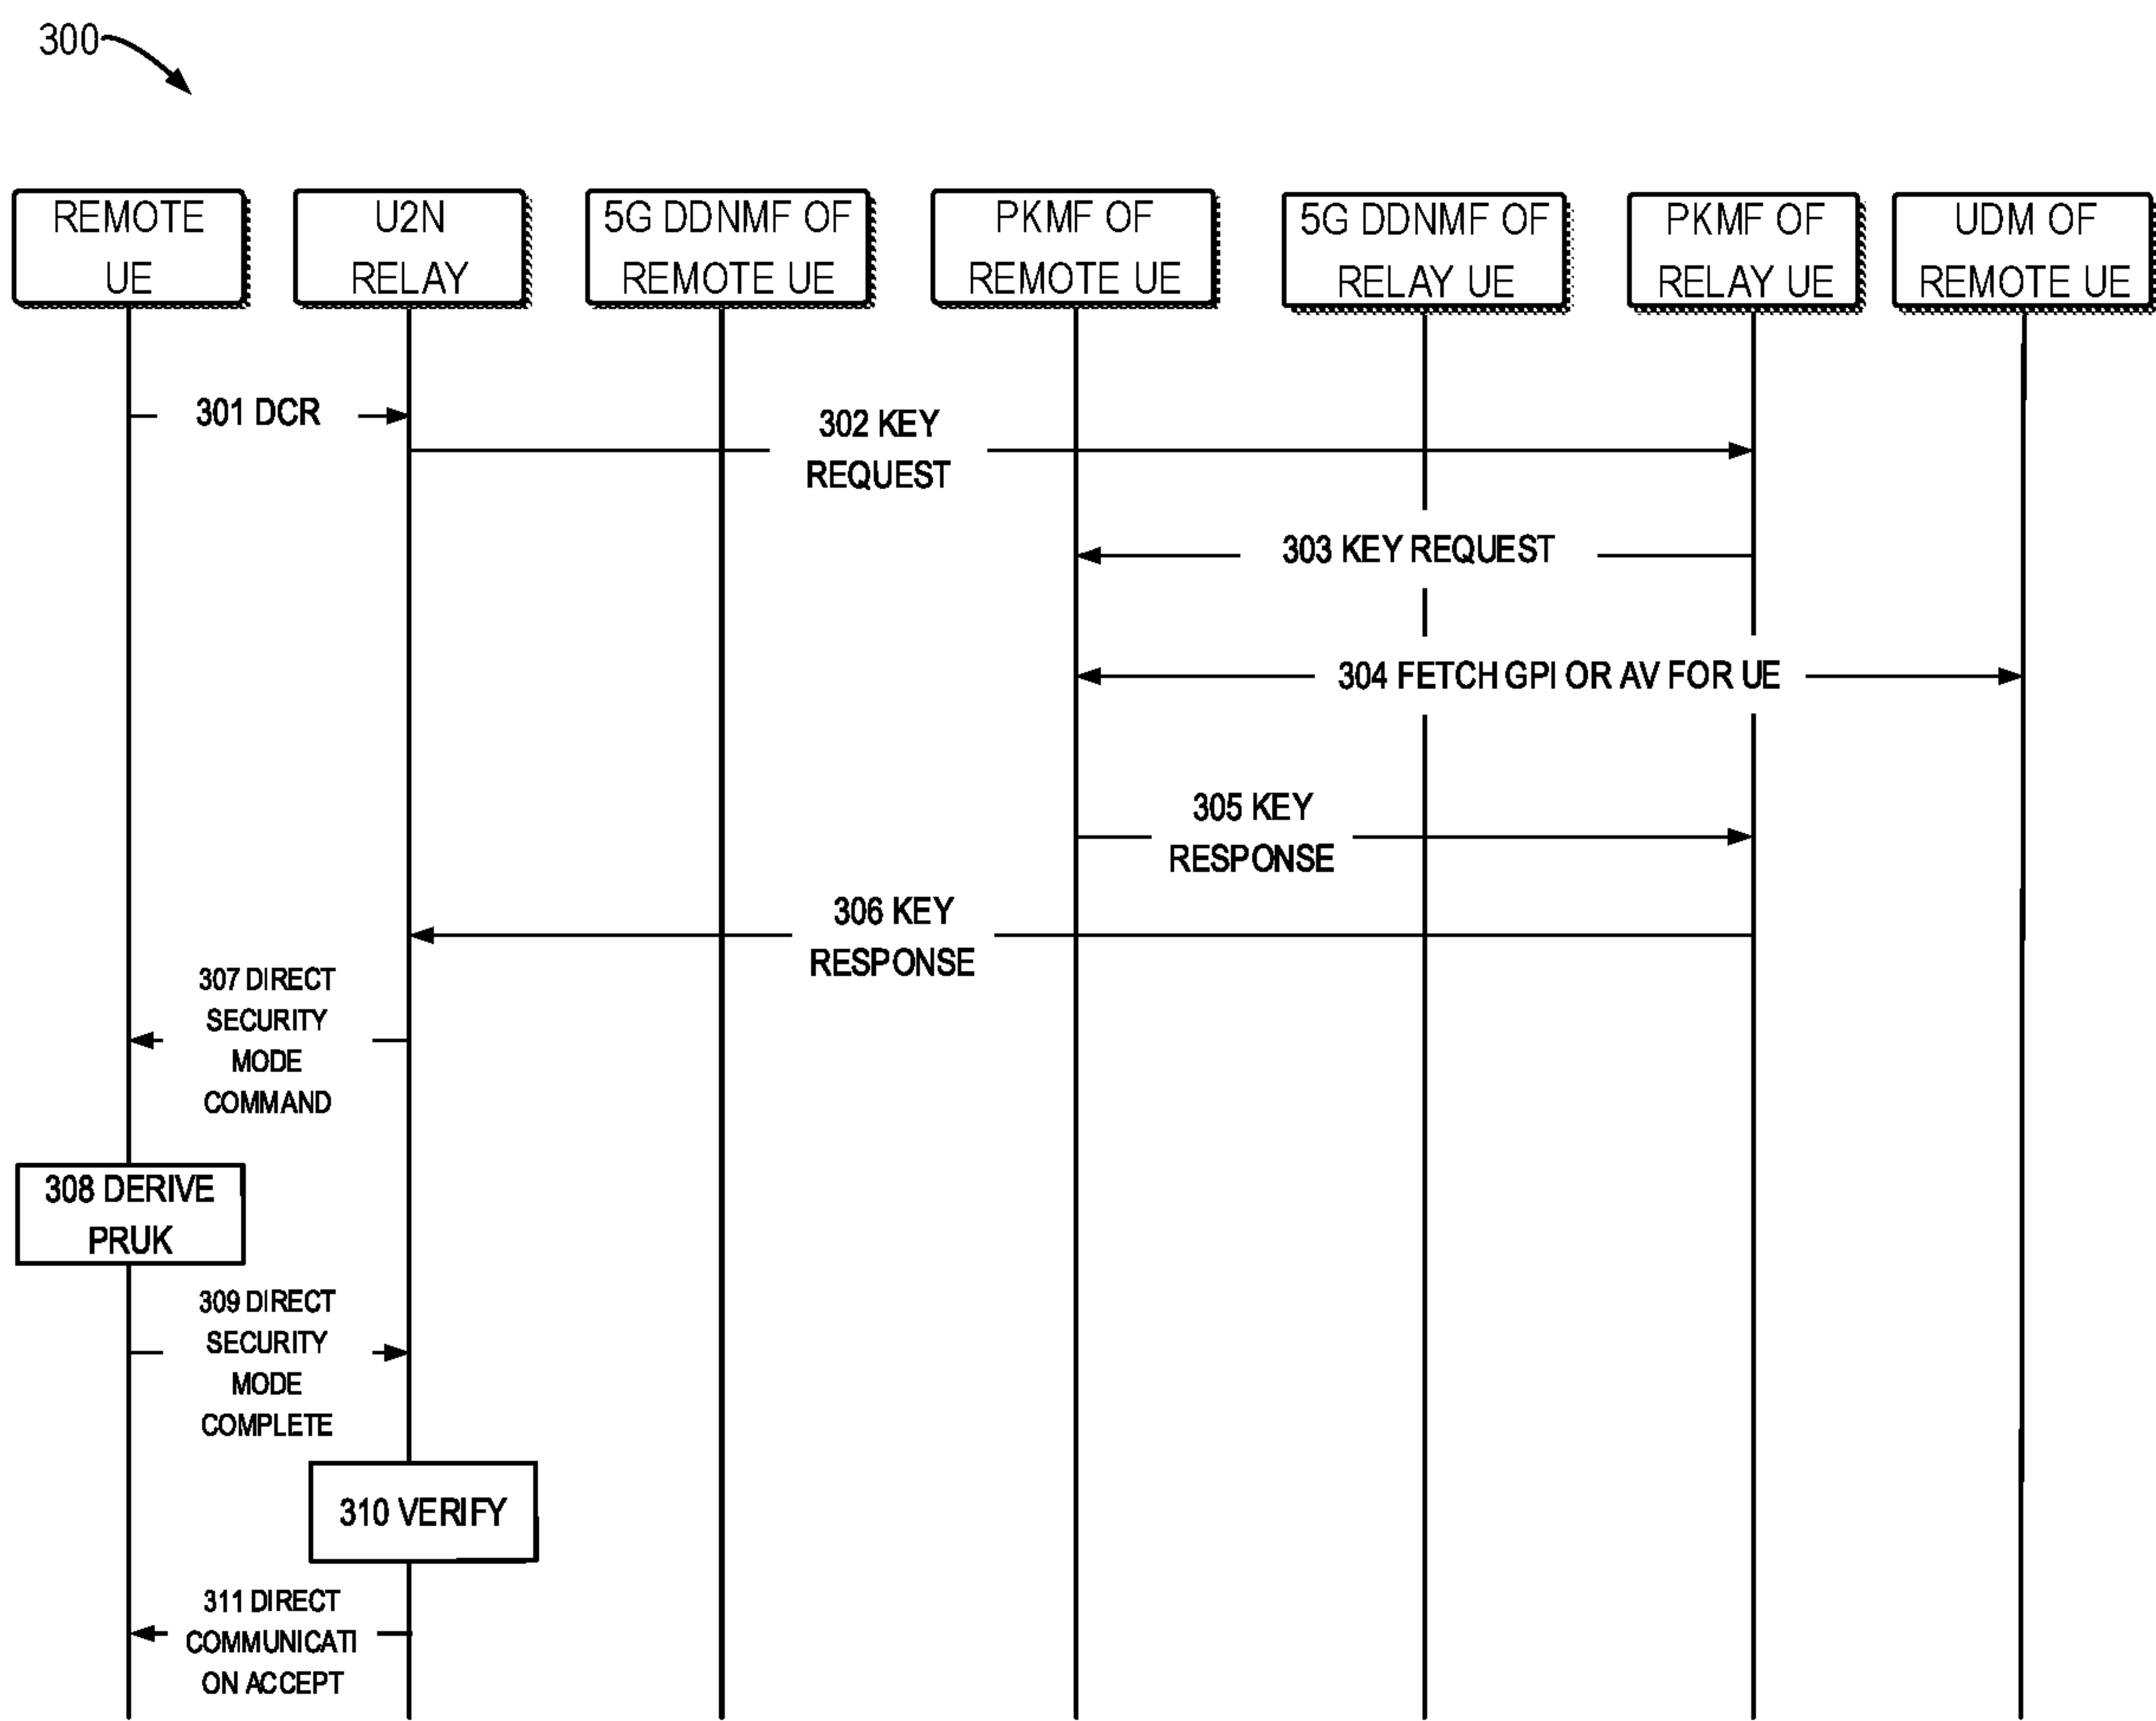 300
REMOTE
UE
U2N
RELAY
5G DDNMF OF
REMOTE UE
PKMF OF
REMOTE UE
5G DDNMF OF
RELAY UE
PKMF OF
RELAY UE
UDM OF
REMOTE UE
301 DCR
302 KEY
REQUEST
303 KEY REQUEST
304 FETCH GPI OR AV FOR UE
305 KEY
RESPONSE
306 KEY
RESPONSE
307 DIRECT
SECURITY
MODE
COMMAND
308 DERIVE
PRUK
309 DIRECT
SECURITY
MODE
COMPLETE
310 VERIFY
311 DIRECT
COMMUNICATI
ON ACCEPT